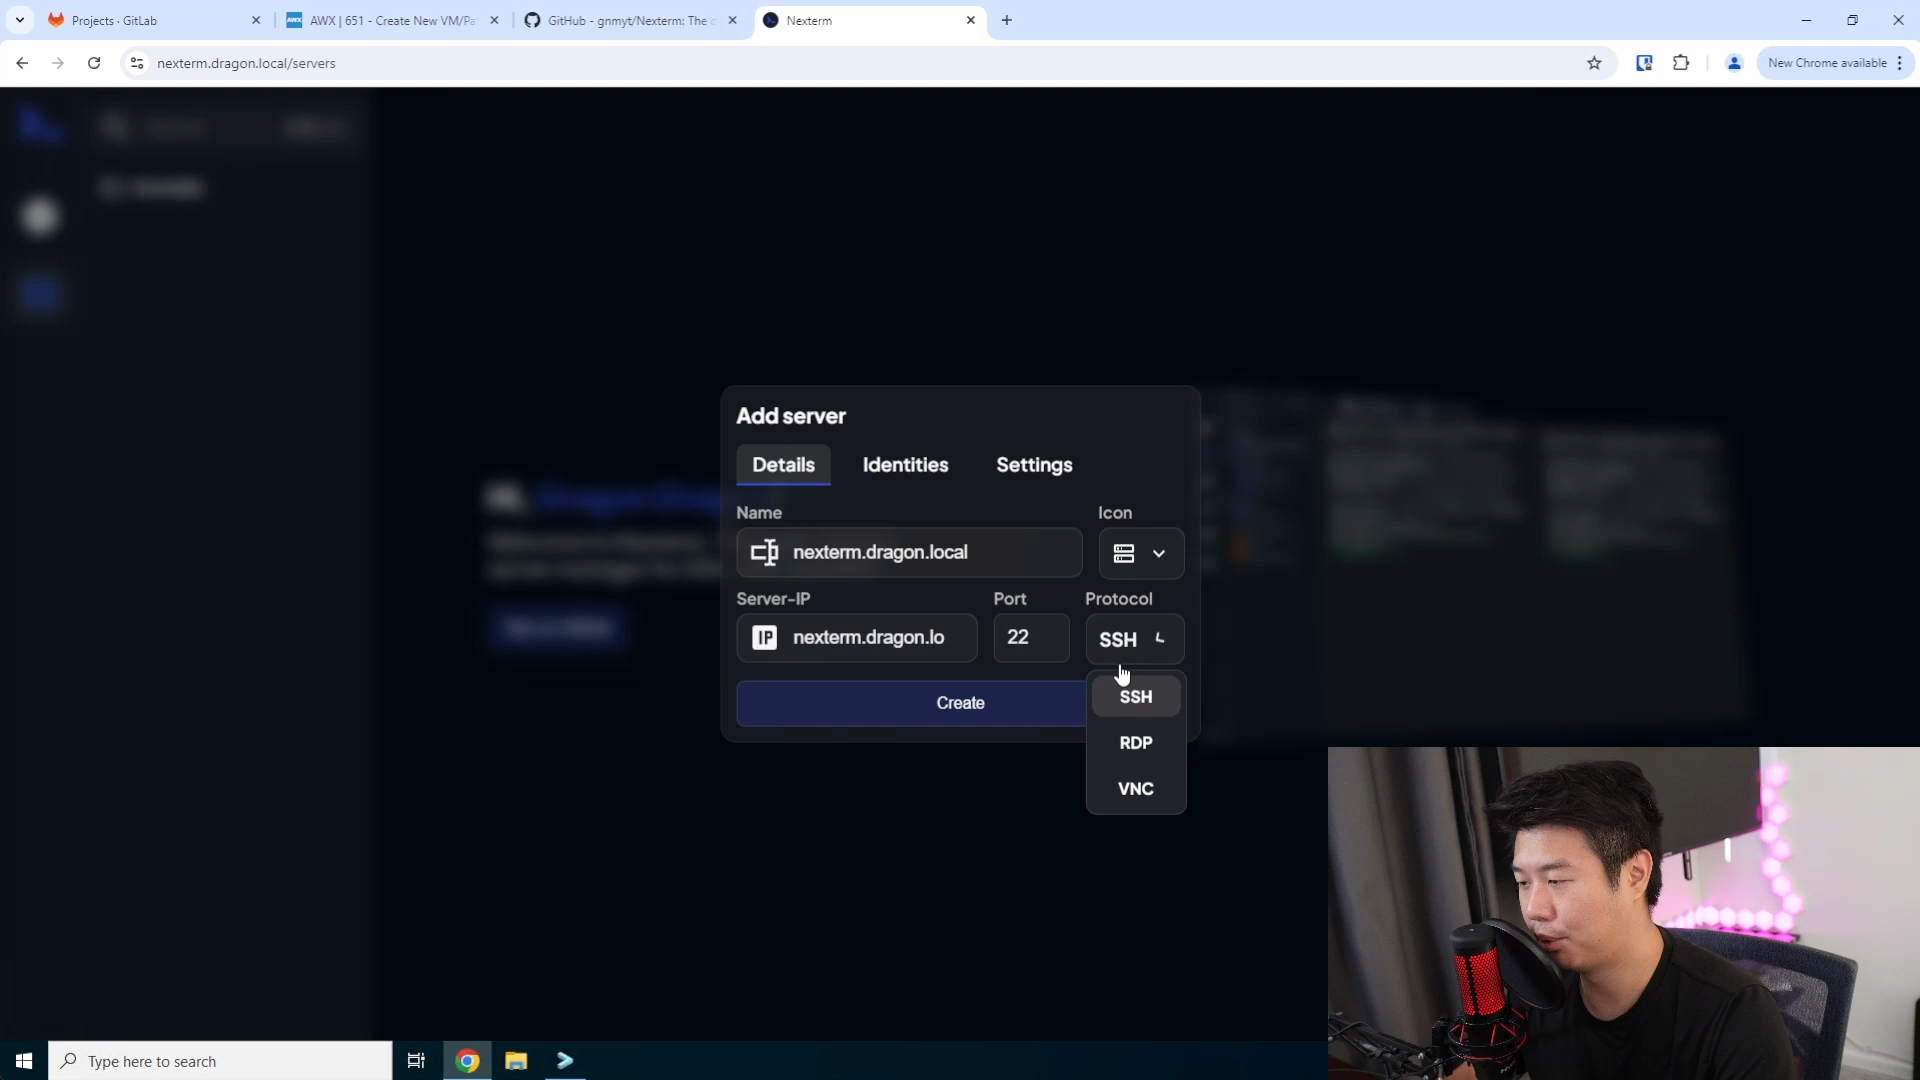 Projects · GitLab
AWX | 651 - Create New VM/Pa
GitHub - gnmyt/Nexterm: The o
Nexterm
nexterm.dragon.local/servers
New Chrome available
Add server
Details
Identities
Settings
Name
Icon
nexterm.dragon.local
Server-IP
Port
Protocol
IP
nexterm.dragon.lo
22
SSH
SSH
Create
RDP
VNC
Type here to search